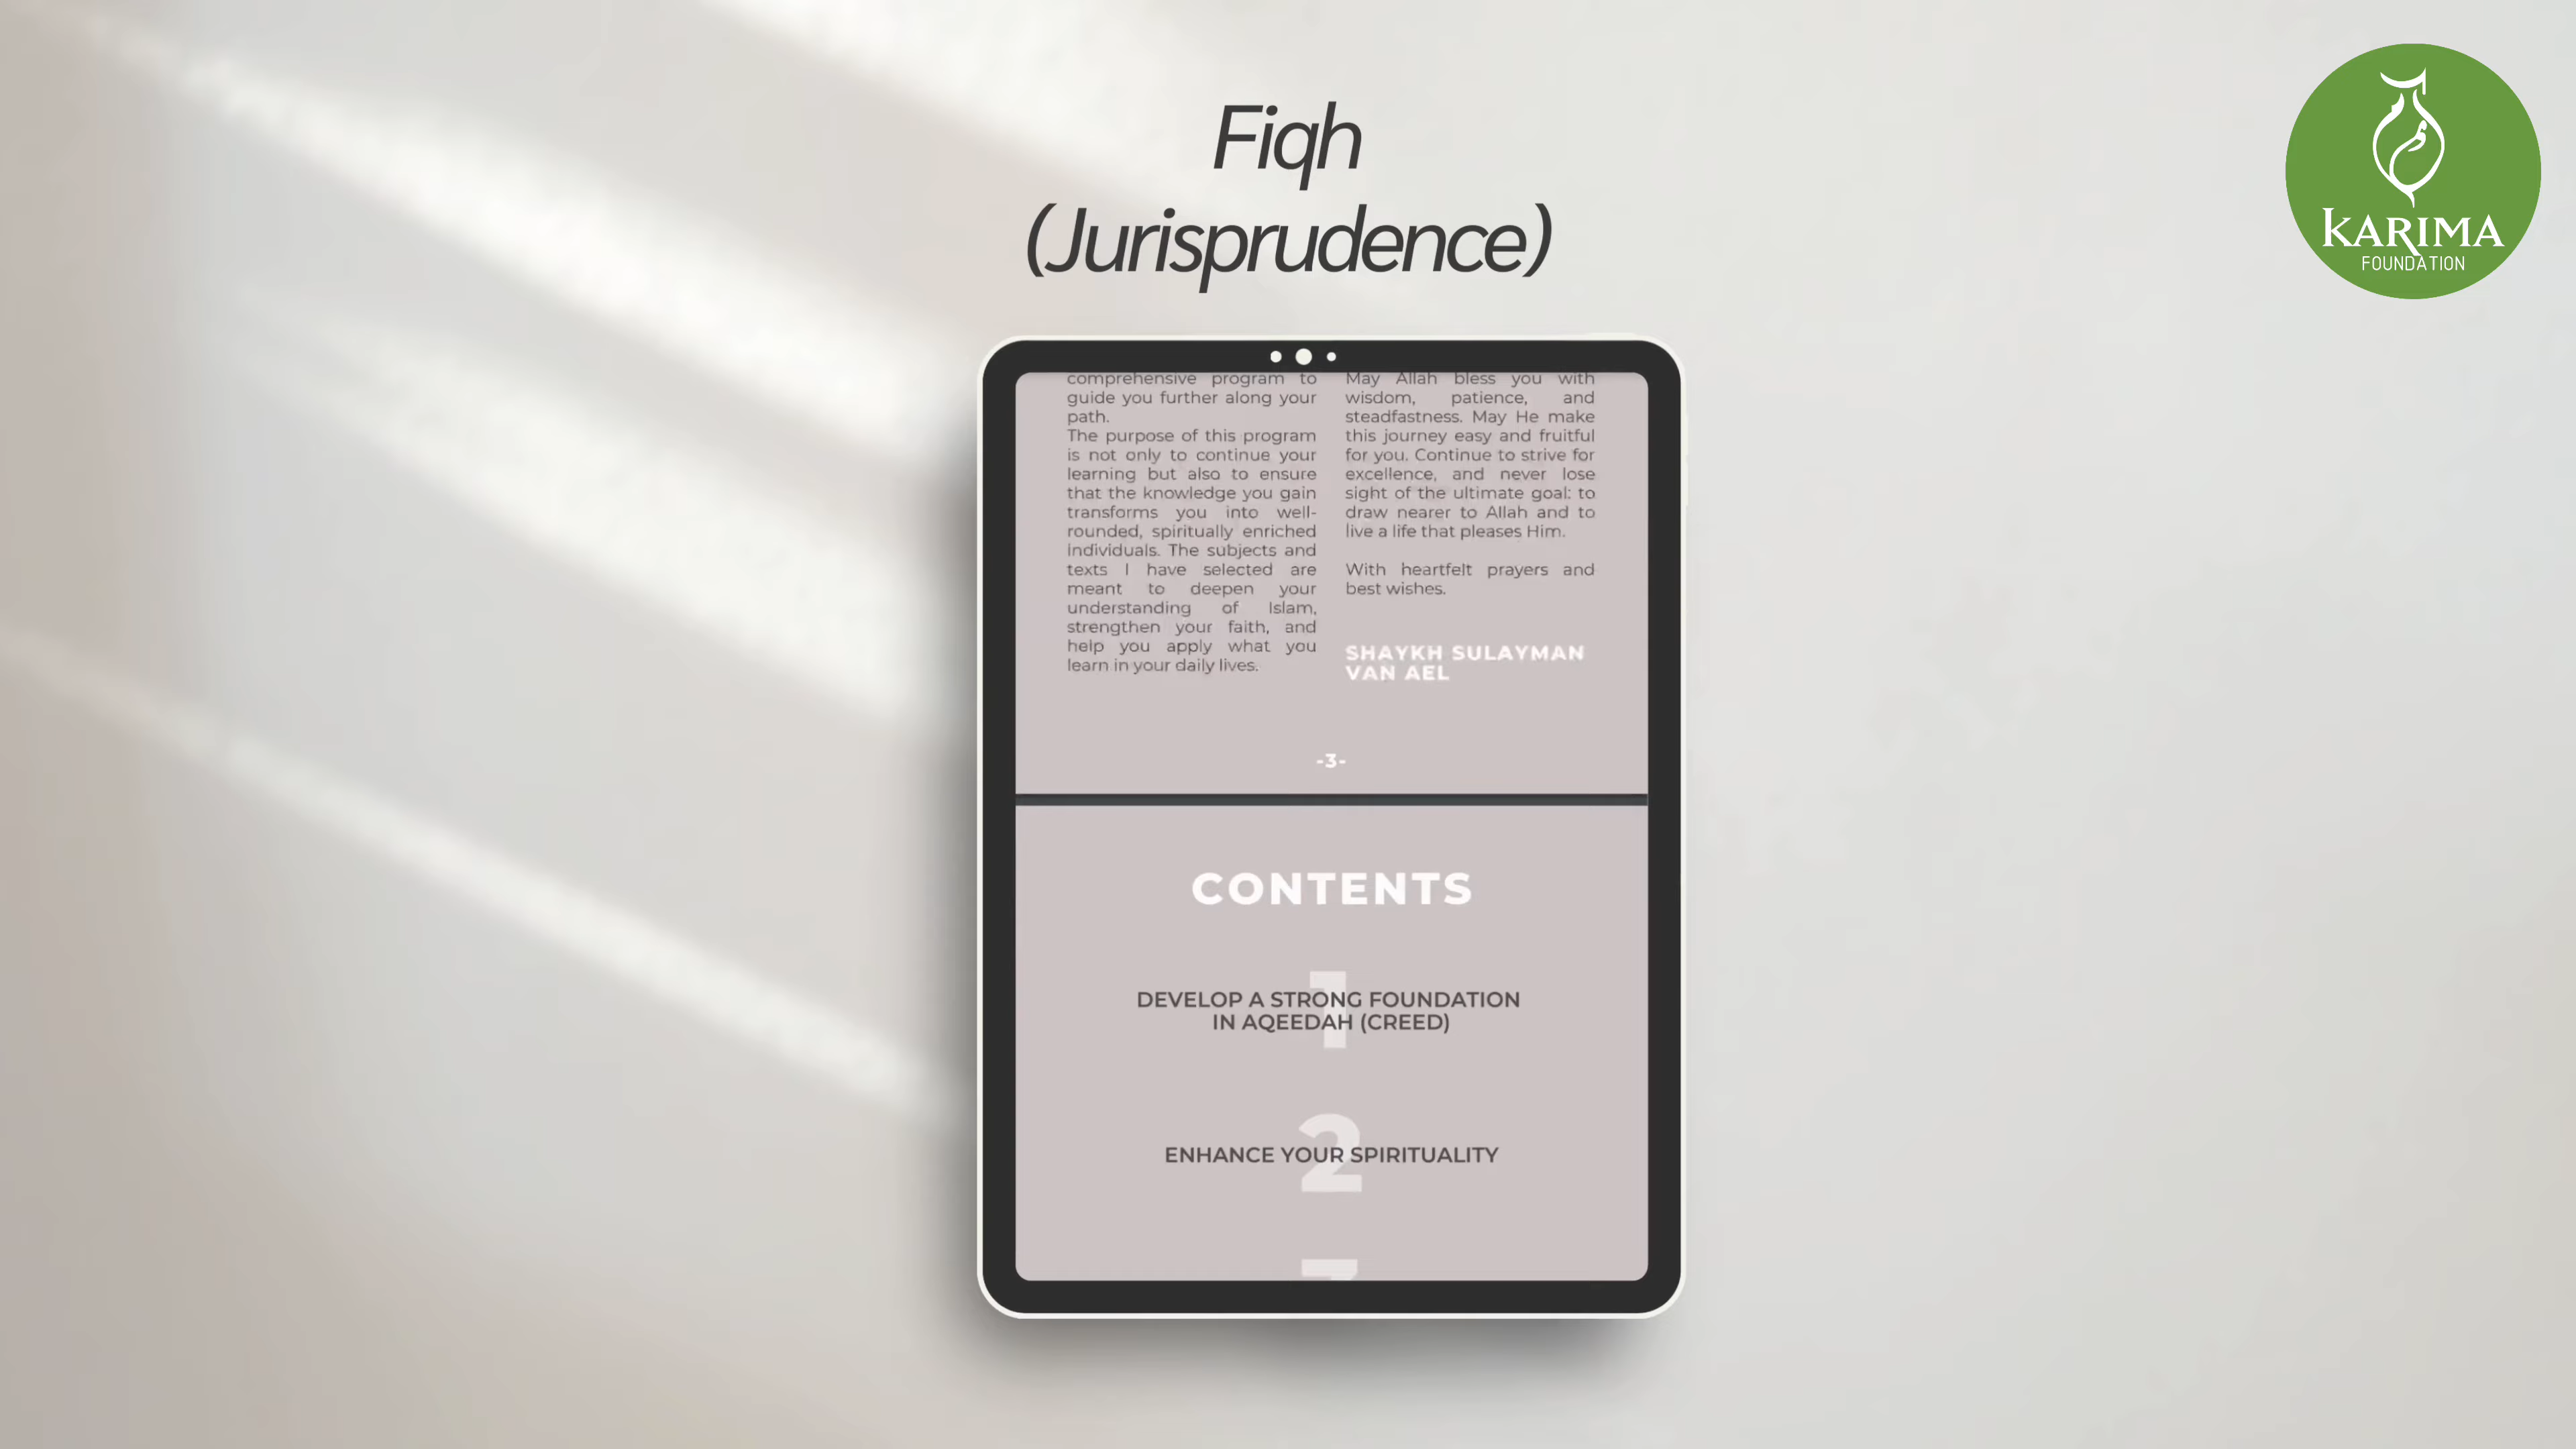 Fiqh
(Jurisprudence)
KARIMA
FOUNDATION
comprehensive program to
guide you further along your
path.
The purpose of this program
is not only to continue your
learning but also to ensure
that the knowledge you gain
transforms you into well-
rounded, spiritually enriched
individuals. The subjects and
texts I have selected are
meant to deepen your
understanding of Islam,
strengthen your faith, and
help you apply what you
learn in your daily lives.
May Allah bless you with
wisdom, patience, and
steadfastness. May He make
this journey easy and fruitful
for you. Continue to strive for
excellence, and never lose
sight of the ultimate goal: to
draw nearer to Allah and to
live a life that pleases Him.
With heartfelt prayers and
best wishes.
SHAYKH SULAYMAN
VAN AEL
-3-
CONTENTS
1
DEVELOP A STRONG FOUNDATION
IN AQEEDAH (CREED)
2
ENHANCE YOUR SPIRITUALITY